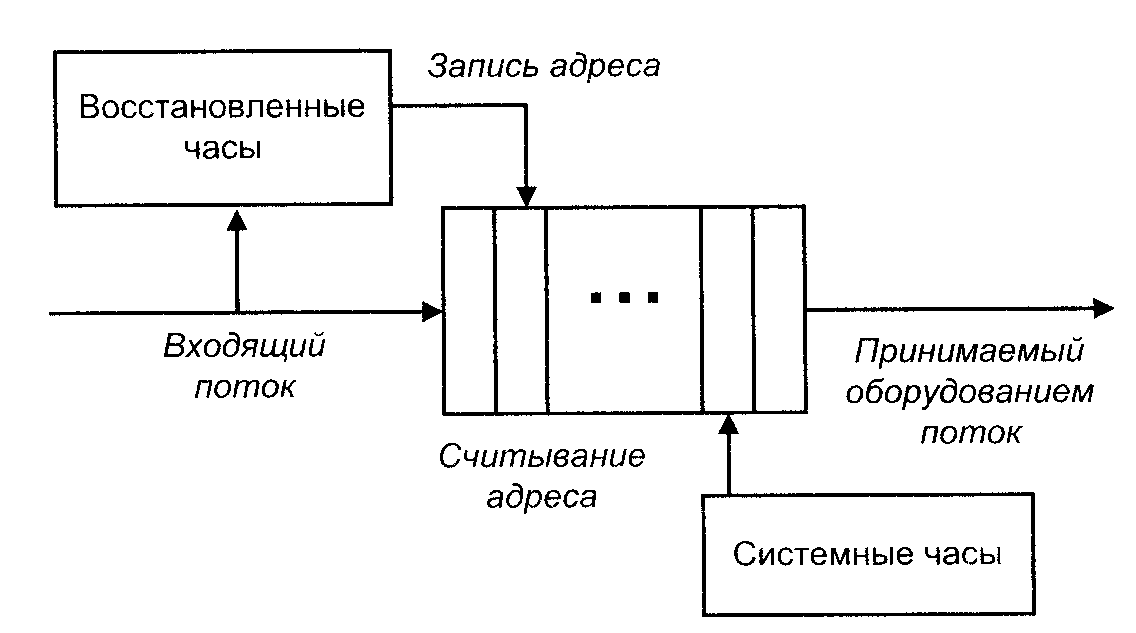 Запись адреса
Восстановленные
часы
Входящий
поток
Принимаемый
оборудованием
поток
Считывание
адреса
Системные часы